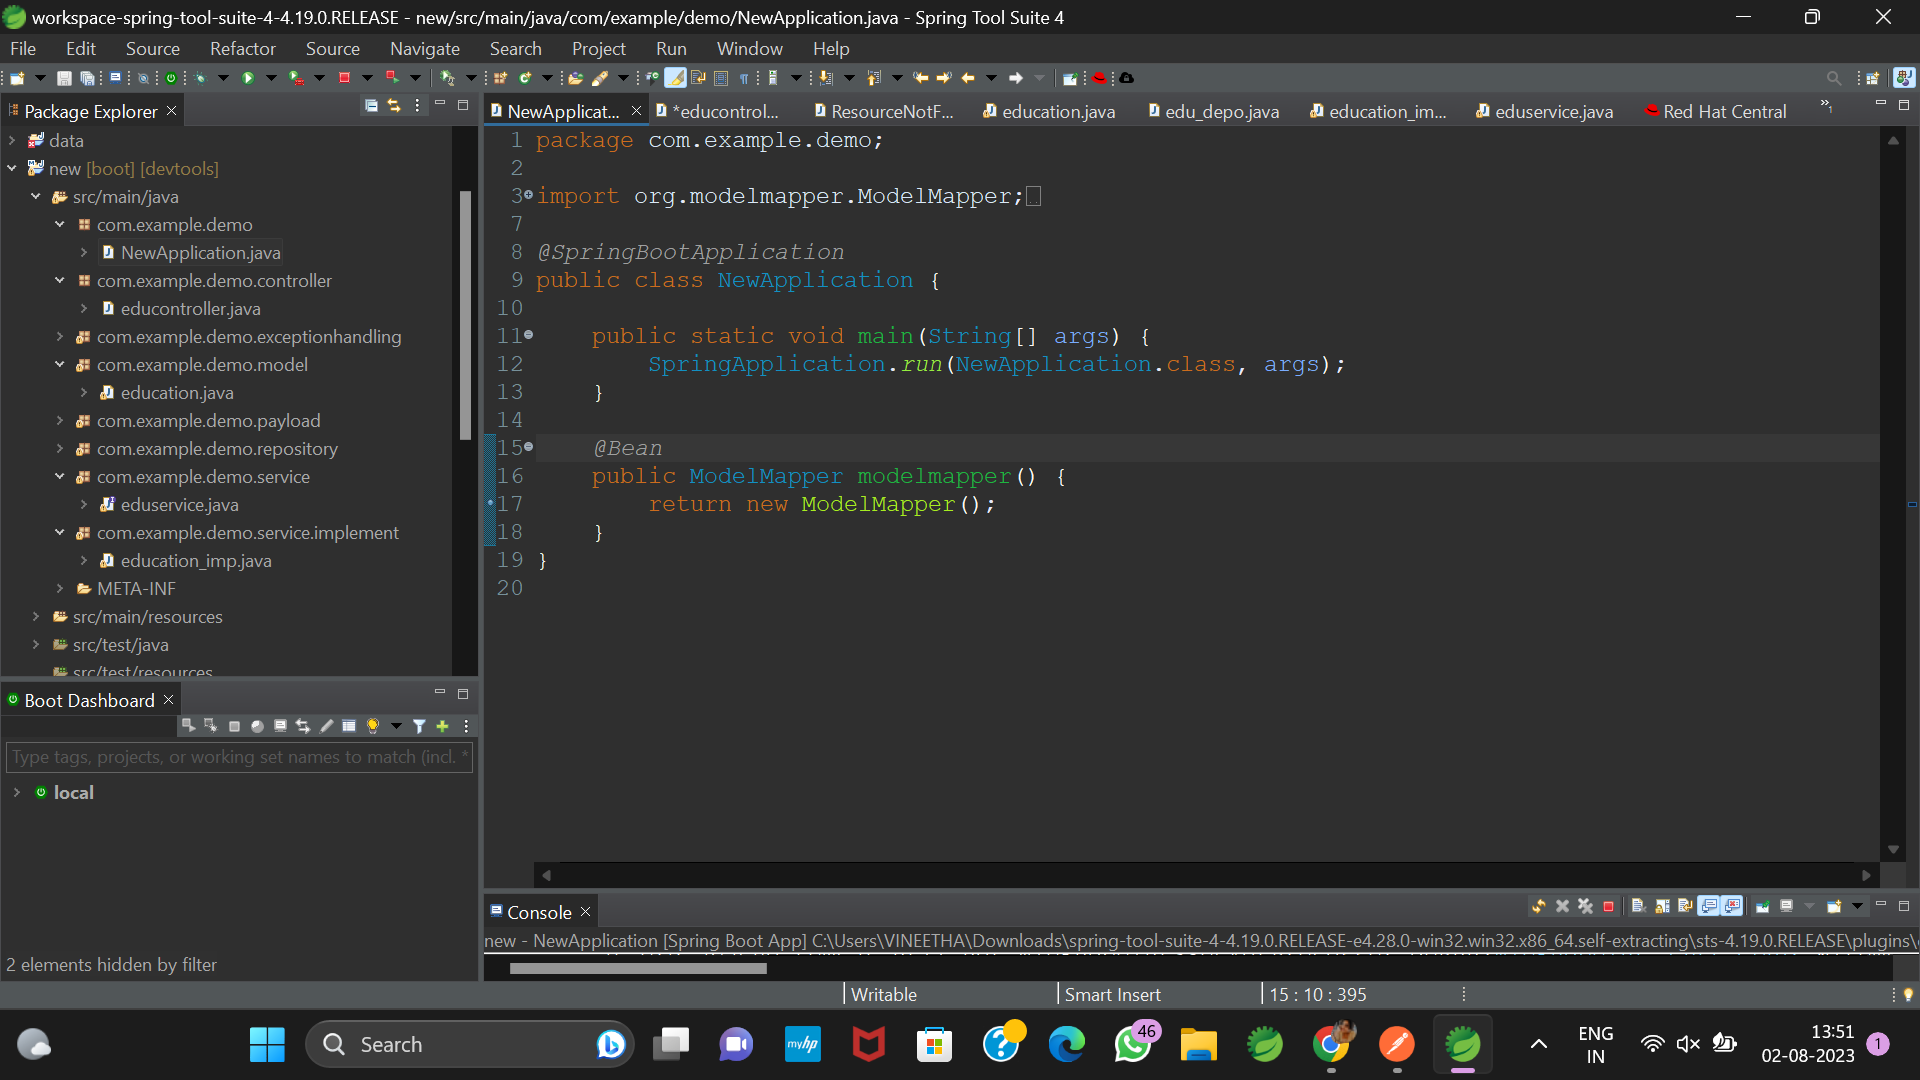 workspace-spring-tool-suite-4-4.19.0.RELEASE - new/src/main/java/com/example/demo/NewApplication.java - Spring Tool Suite 4
File Edit Source Refactor Source Navigate Search Project Run Window Help
Package Explorer
data
new [boot] [devtools]
src/main/java
com.example.demo
NewApplication.java
com.example.demo.controller
educontroller.java
com.example.demo.exceptionhandling
com.example.demo.model
education.java
com.example.demo.payload
com.example.demo.repository
com.example.demo.service
eduservice.java
com.example.demo.service.implement
education_imp.java
META-INF
src/main/resources
src/test/java
src/test/resources
Boot Dashboard
Type tags, projects, or working set names to match (incl. *
local
2 elements hidden by filter
NewApplicat... *educontrol... ResourceNotF... education.java edu_depo.java education_im... eduservice.java Red Hat Central »1
1 package com.example.demo;
2
3 import org.modelmapper.ModelMapper;
7
8 @SpringBootApplication
9 public class NewApplication {
10
11 public static void main(String[] args) {
12 SpringApplication.run(NewApplication.class, args);
13 }
14
15 @Bean
16 public ModelMapper modelmapper() {
17 return new ModelMapper();
18 }
19 }
20
Console
new - NewApplication [Spring Boot App] C:\Users\VINEETHA\Downloads\spring-tool-suite-4-4.19.0.RELEASE-e4.28.0-win32.win32.x86_64.self-extracting\sts-4.19.0.RELEASE\plugins\
Writable Smart Insert 15 : 10 : 395
Search
myhp
46
ENG
IN
13:51
02-08-2023
1